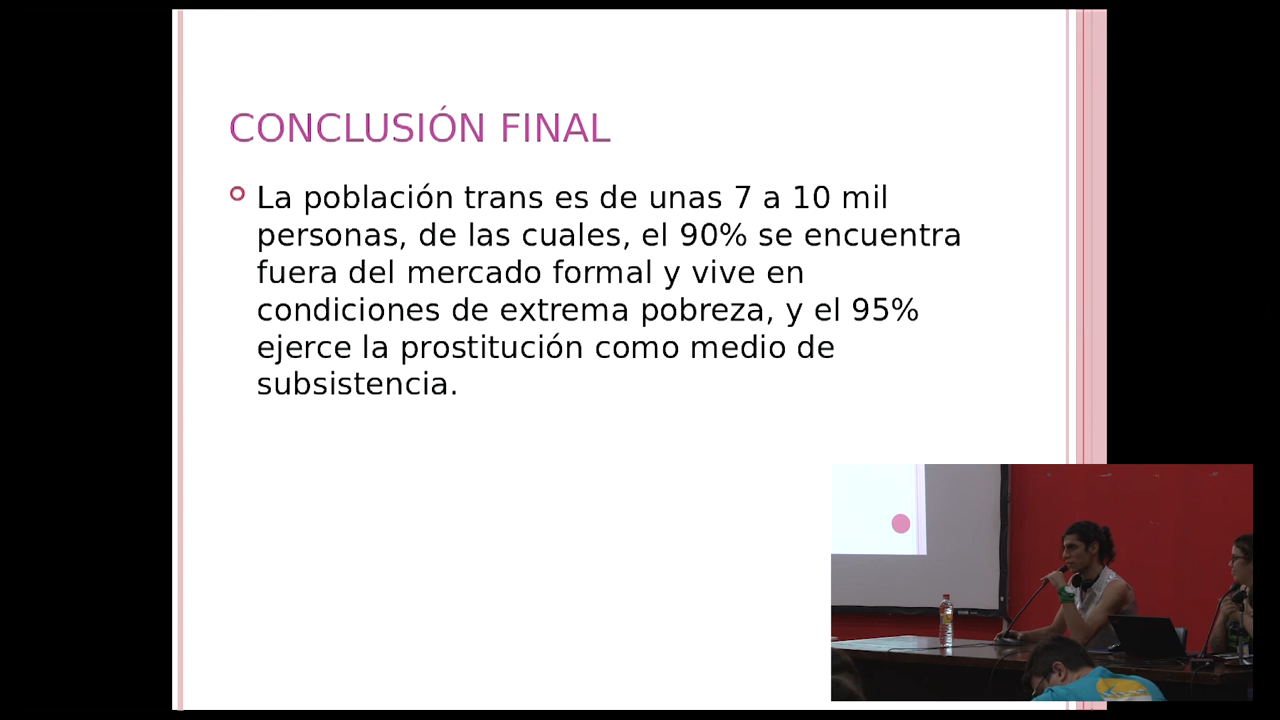 CONCLUSIÓN FINAL
La población trans es de unas 7 a 10 mil
personas, de las cuales, el 90% se encuentra
fuera del mercado formal y vive en
condiciones de extrema pobreza, y el 95%
ejerce la prostitución como medio de
subsistencia.